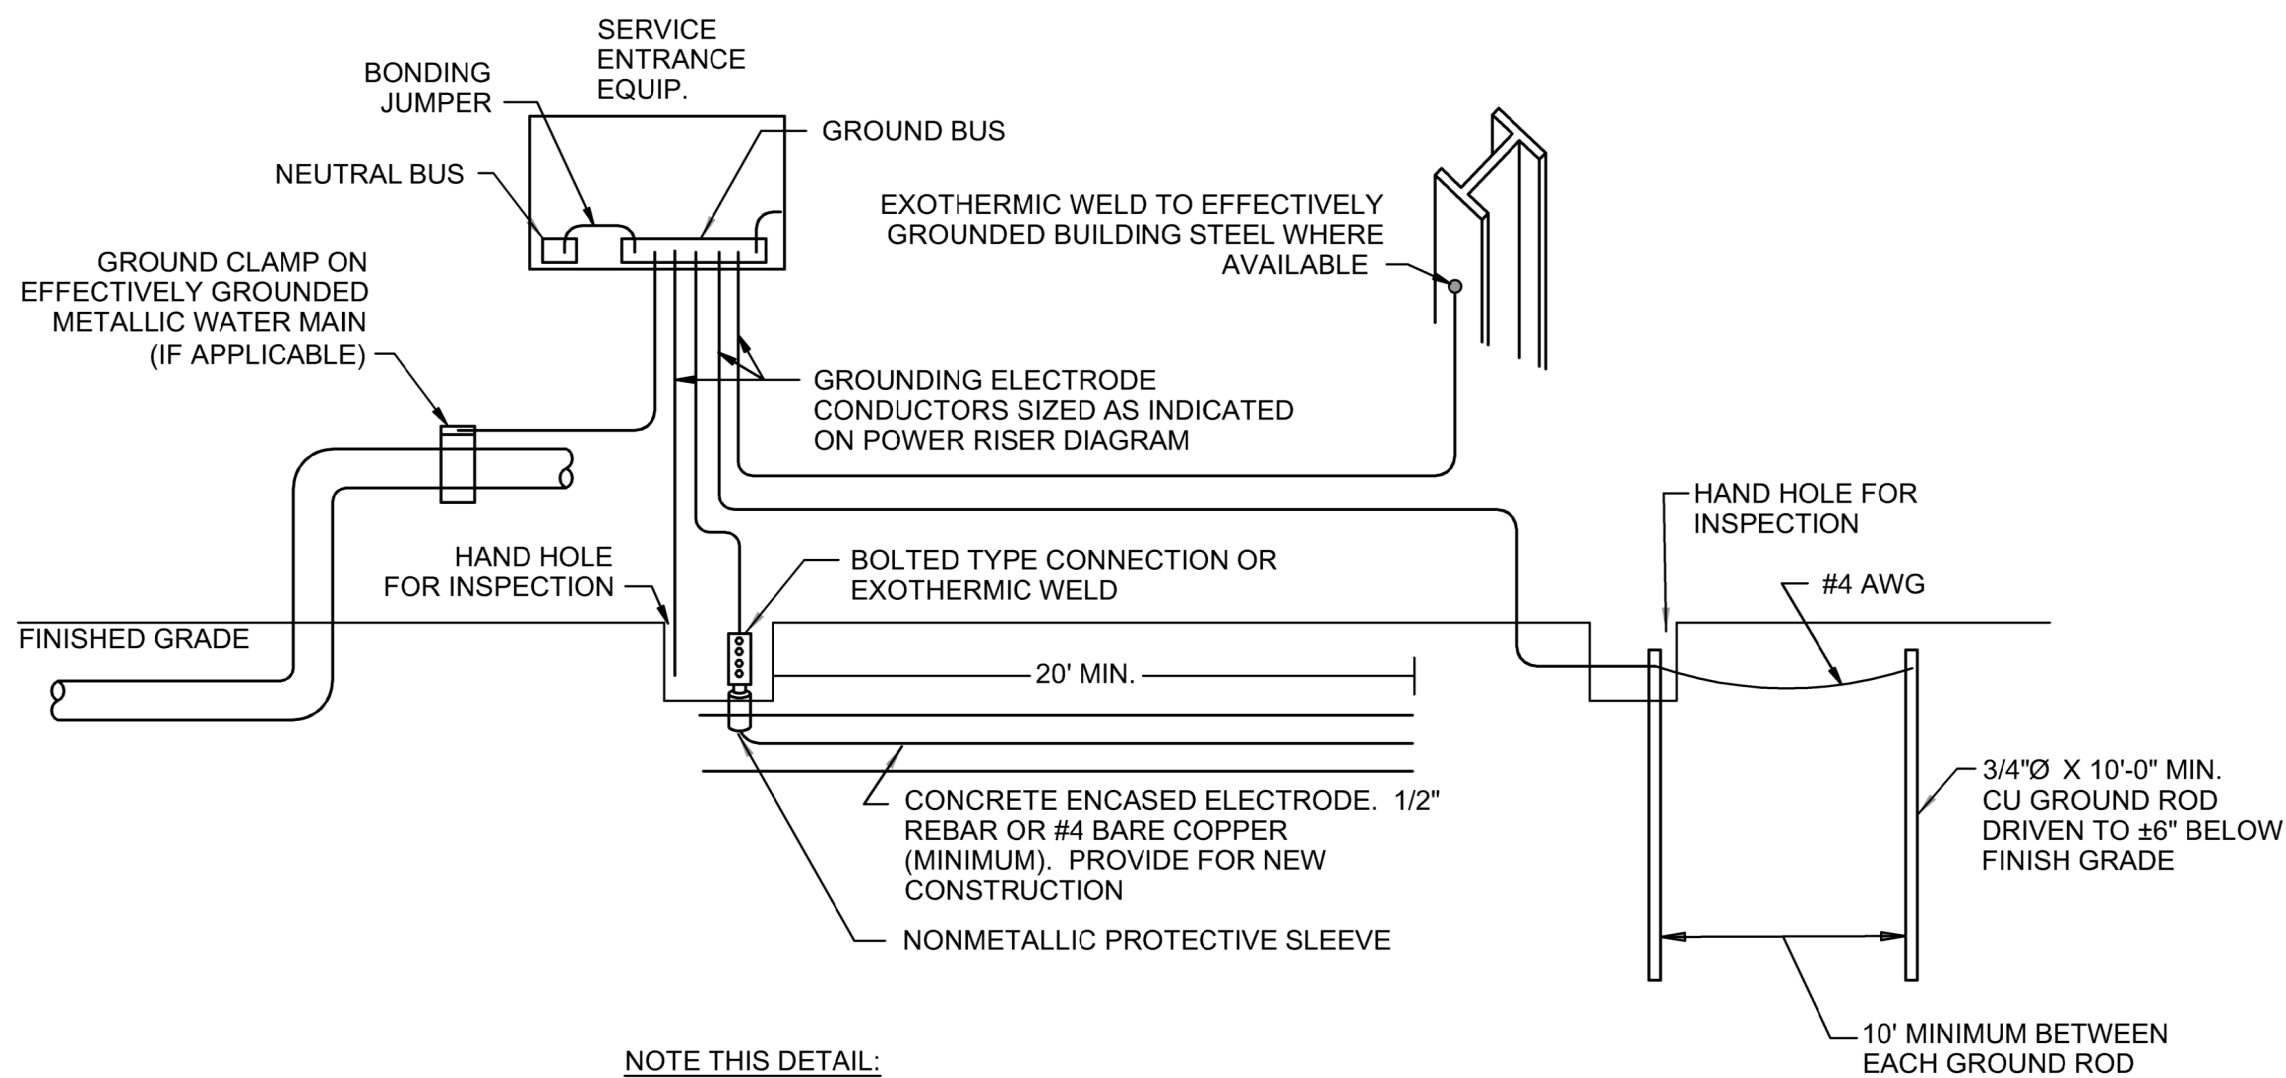 SERVICE
ENTRANCE
EQUIP.
BONDING
JUMPER
GROUND BUS
NEUTRAL BUS
EXOTHERMIC WELD TO EFFECTIVELY
GROUNDED BUILDING STEEL WHERE
AVAILABLE
GROUND CLAMP ON
EFFECTIVELY GROUNDED
METALLIC WATER MAIN
(IF APPLICABLE)
GROUNDING ELECTRODE
CONDUCTORS SIZED AS INDICATED
ON POWER RISER DIAGRAM
HAND HOLE FOR
INSPECTION
HAND HOLE
FOR INSPECTION
BOLTED TYPE CONNECTION OR
EXOTHERMIC WELD
#4 AWG
FINISHED GRADE
20' MIN.
3/4"Ø X 10'-0" MIN.
CU GROUND ROD
DRIVEN TO ±6" BELOW
FINISH GRADE
CONCRETE ENCASED ELECTRODE. 1/2"
REBAR OR #4 BARE COPPER
(MINIMUM). PROVIDE FOR NEW
CONSTRUCTION
NONMETALLIC PROTECTIVE SLEEVE
10' MINIMUM BETWEEN
EACH GROUND ROD
NOTE THIS DETAIL: